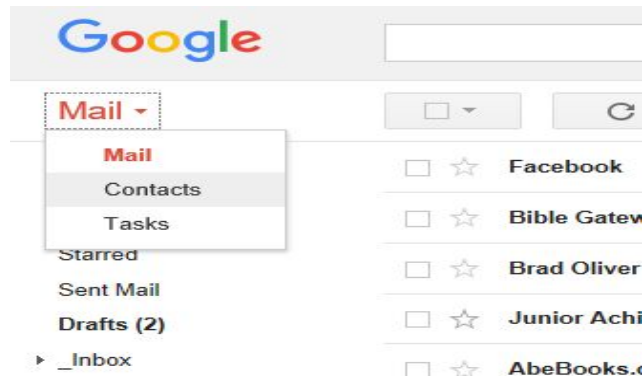 Google
Mail
Mail
Contacts
Tasks
Starred
Sent Mail
Drafts (2)
_Inbox
Facebook
Bible Gatew
Brad Oliver
Junior Achi
AbeBooks.c